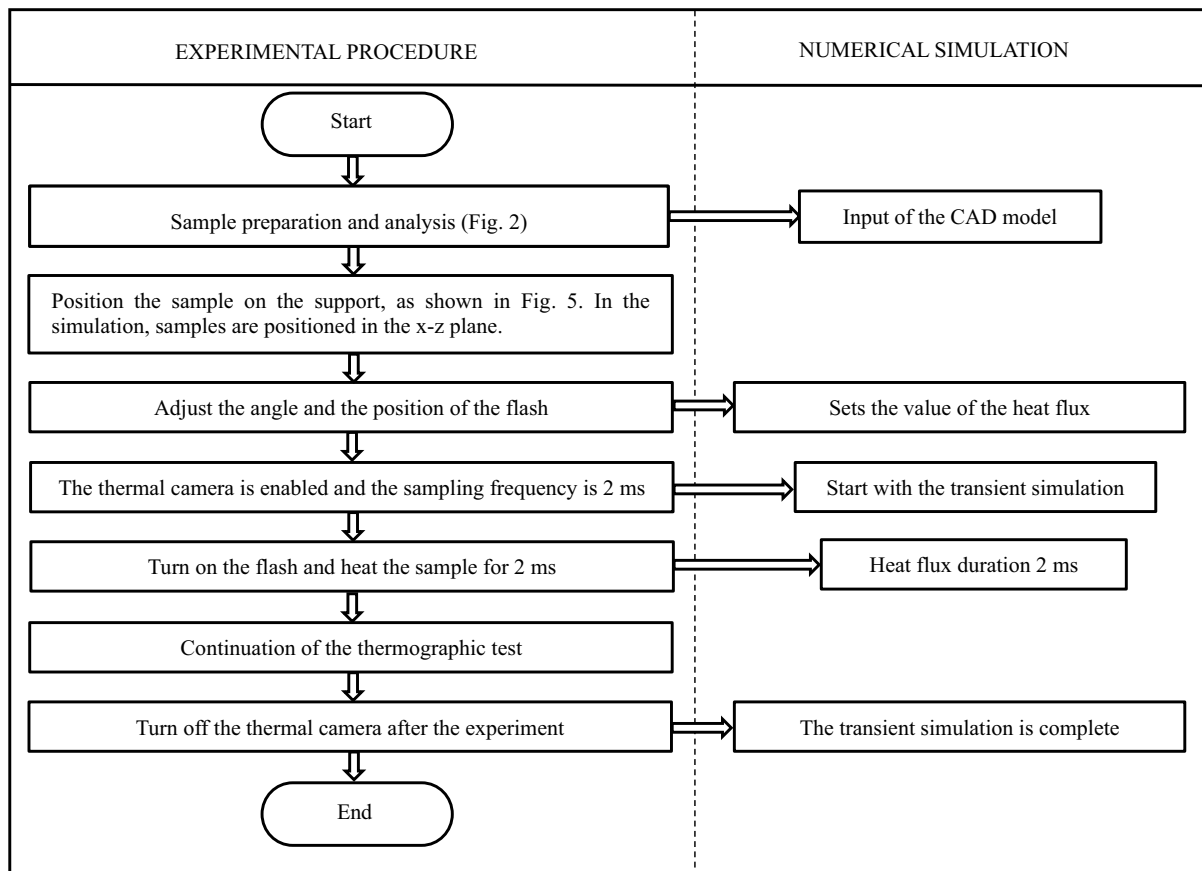 EXPERIMENTAL PROCEDURE
NUMERICAL SIMULATION
Start
Sample preparation and analysis (Fig. 2)
Input of the CAD model
Position the sample on the support, as shown in Fig. 5. In the
simulation, samples are positioned in the x-z plane.
Adjust the angle and the position of the flash
Sets the value of the heat flux
The thermal camera is enabled and the sampling frequency is 2 ms
Start with the transient simulation
Turn on the flash and heat the sample for 2 ms
Heat flux duration 2 ms
Continuation of the thermographic test
Turn off the thermal camera after the experiment
The transient simulation is complete
End